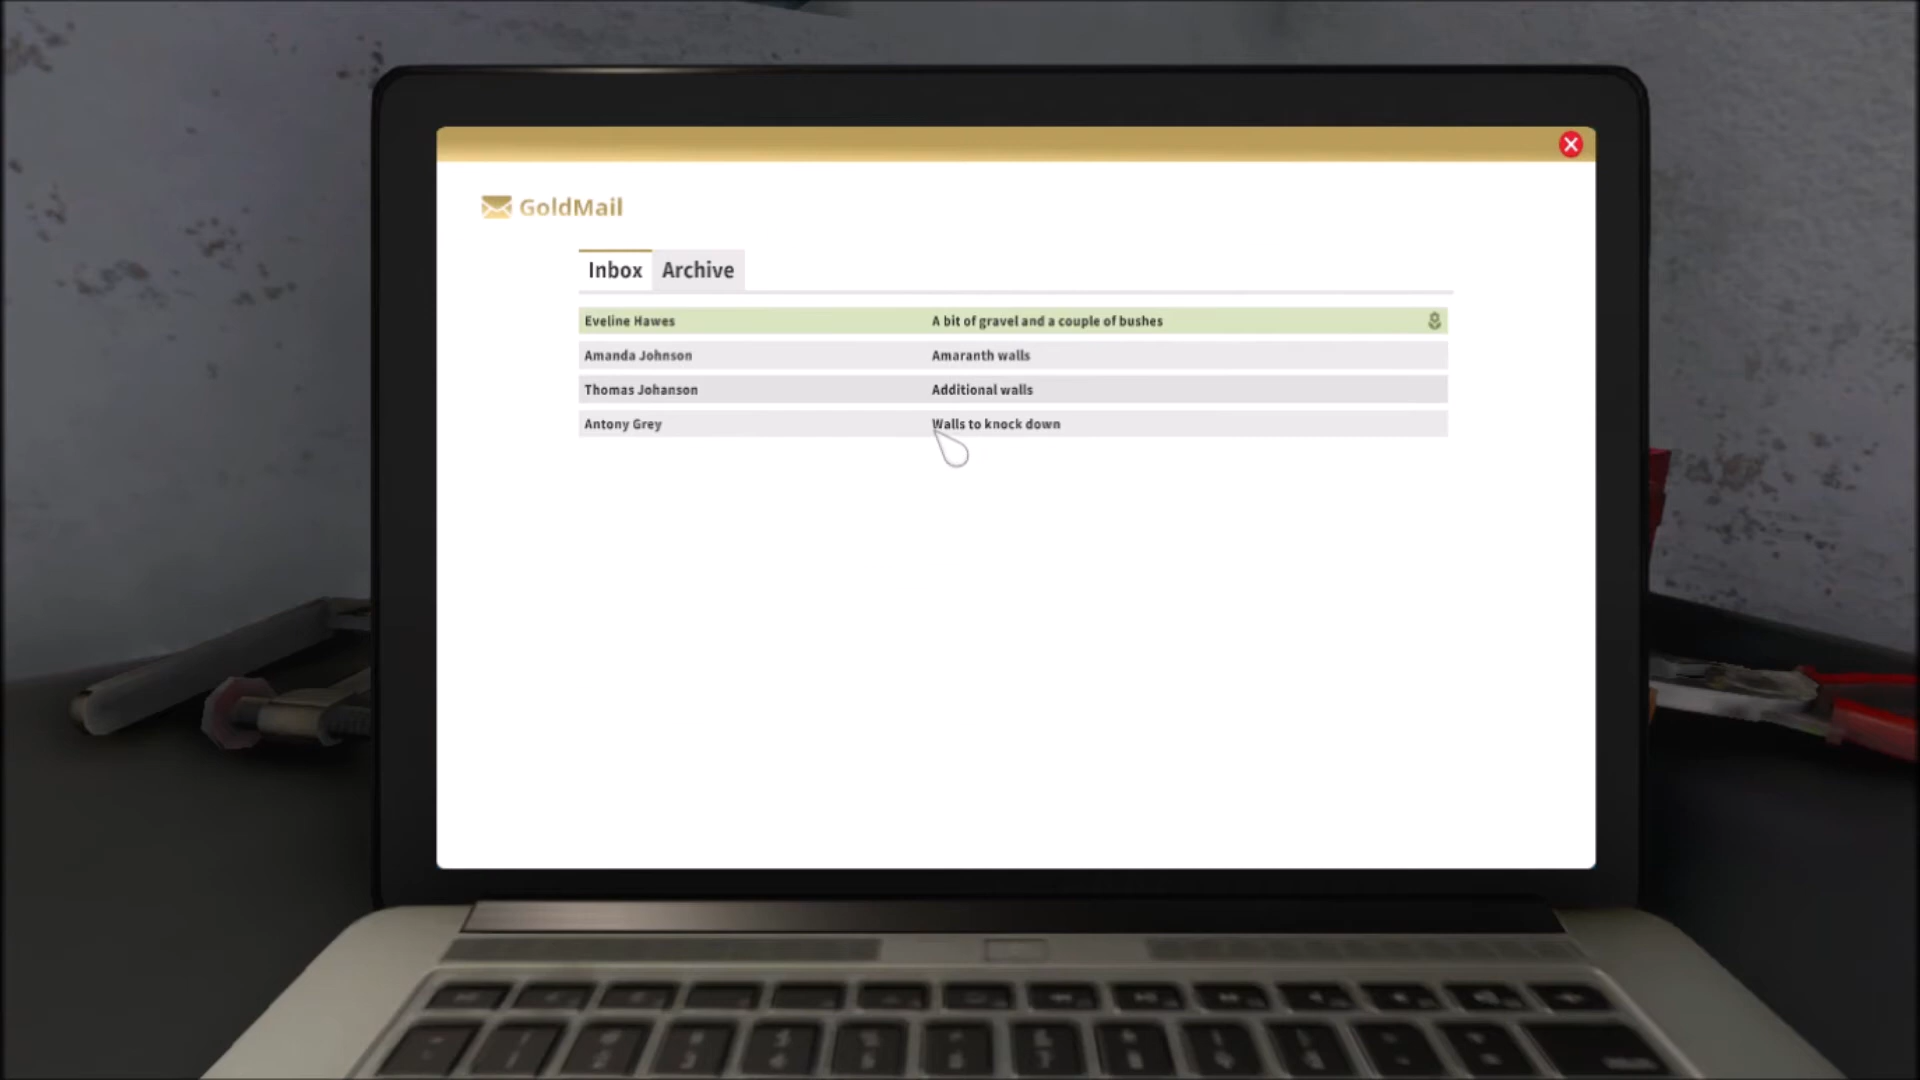 GoldMail
Inbox Archive
Eveline Hawes A bit of gravel and a couple of bushes
Amanda Johnson Amaranth walls
Thomas Johanson Additional walls
Antony Grey Walls to knock down